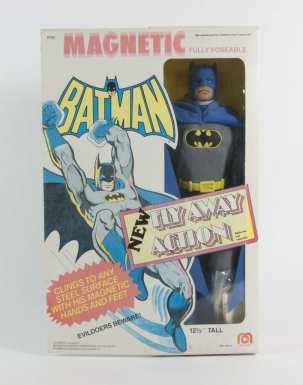 MAGNETIC
FULLY POSEABLE
BATMAN
NEW
FLY AWAY
ACTION
CLINGS TO ANY
STEEL SURFACE
WITH HIS MAGNETIC
HANDS AND FEET
EVILDOERS BEWARE!
12½" TALL